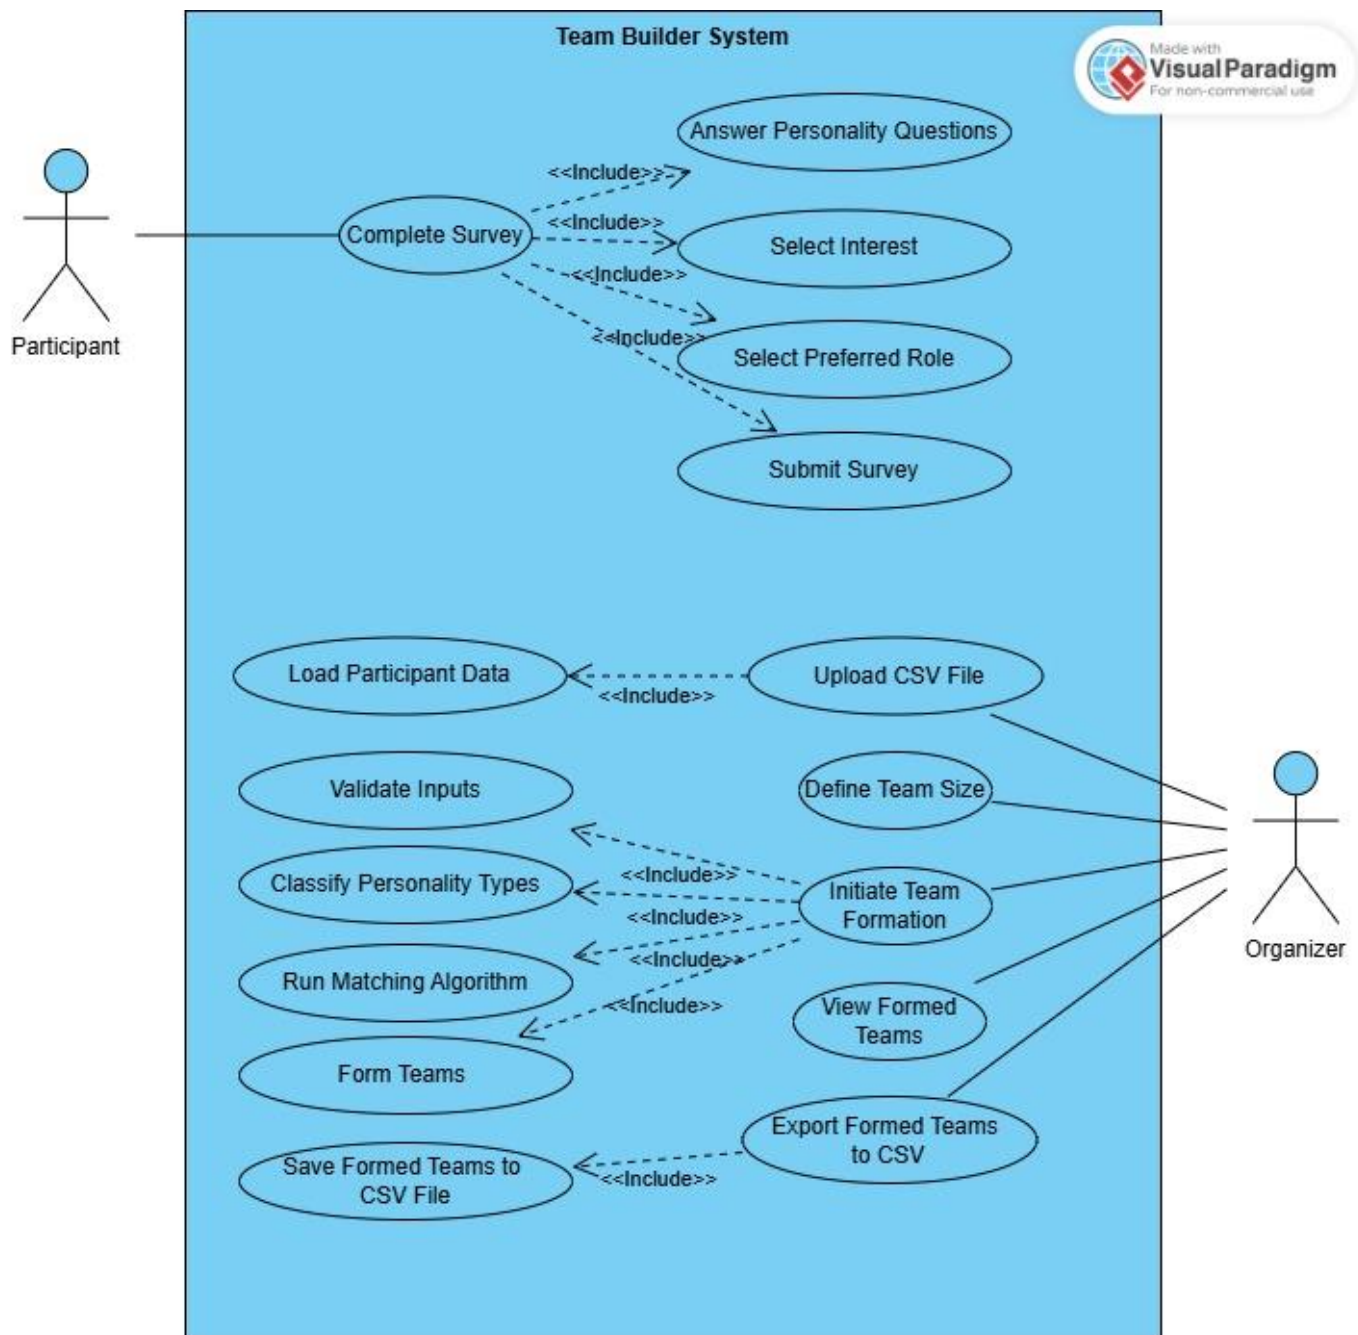 Team Builder System
Made with
Visual Paradigm
For non-commercial use
Answer Personality Questions
<<Include>>
Complete Survey
<<Include>>
Select Interest
<<Include>>
<<Include>>
Select Preferred Role
Participant
Submit Survey
Load Participant Data
<<Include>>
Upload CSV File
Validate Inputs
Define Team Size
<<Include>>
Classify Personality Types
<<Include>>
Initiate Team
Formation
Organizer
<<Include>>
Run Matching Algorithm
<<Include>>
View Formed
Teams
Form Teams
Export Formed Teams
to CSV
Save Formed Teams to
CSV File
<<Include>>